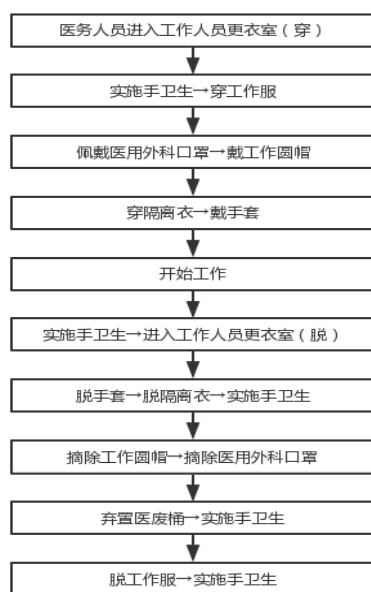 医务人员进入工作人员更衣室（穿）
实施手卫生→穿工作服
佩戴医用外科口罩→戴工作圆帽
穿隔离衣→戴手套
开始工作
实施手卫生→进入工作人员更衣室（脱）
脱手套→脱隔离衣→实施手卫生
摘除工作圆帽→摘除医用外科口罩
弃置医废桶→实施手卫生
脱工作服→实施手卫生